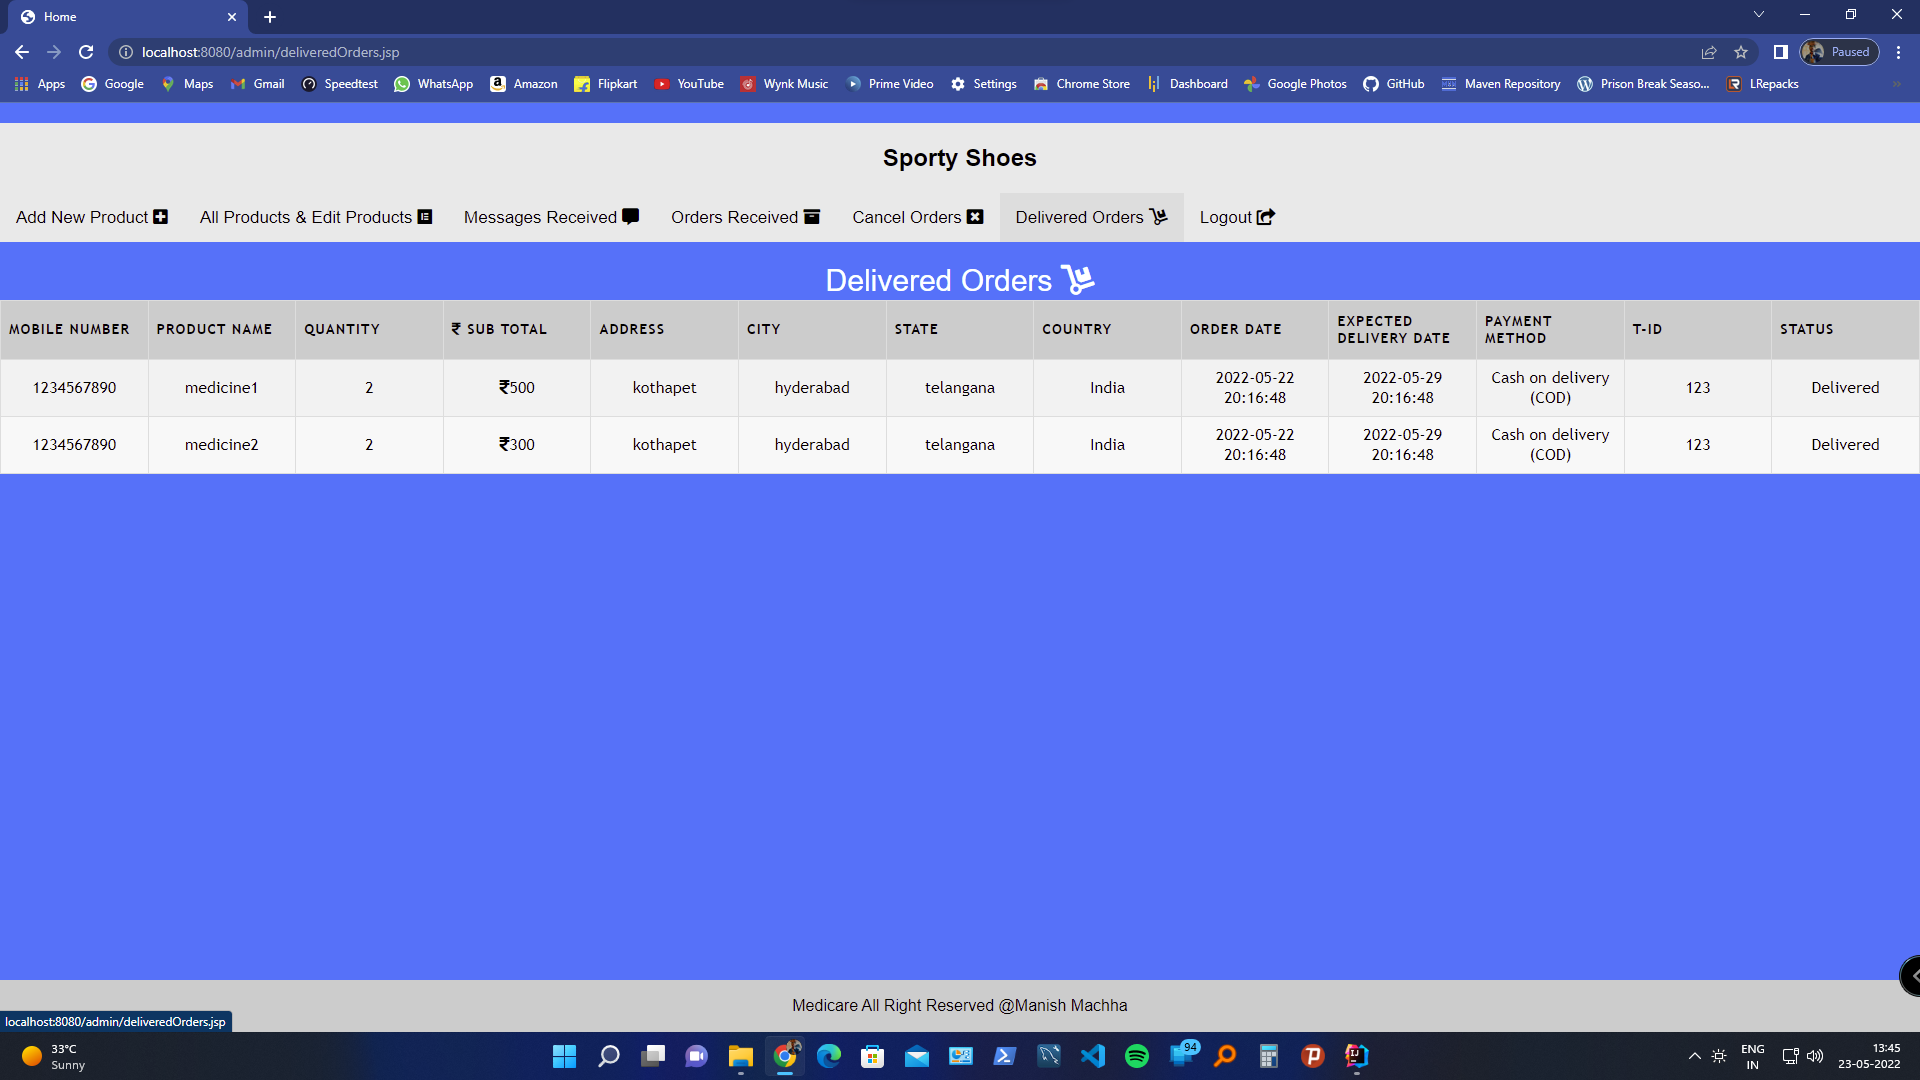 Home
localhost:8080/admin/deliveredOrders.jsp
Paused
Apps Google Maps Gmail Speedtest WhatsApp Amazon Flipkart YouTube Wynk Music Prime Video Settings Chrome Store Dashboard Google Photos GitHub Maven Repository Prison Break Seaso... LRepacks
Sporty Shoes
Add New Product All Products & Edit Products Messages Received Orders Received Cancel Orders Delivered Orders Logout
Delivered Orders
MOBILE NUMBER PRODUCT NAME QUANTITY ₹ SUB TOTAL ADDRESS CITY STATE COUNTRY ORDER DATE EXPECTED DELIVERY DATE PAYMENT METHOD T-ID STATUS
1234567890 medicine1 2 ₹500 kothapet hyderabad telangana India 2022-05-22 20:16:48 2022-05-29 20:16:48 Cash on delivery (COD) 123 Delivered
1234567890 medicine2 2 ₹300 kothapet hyderabad telangana India 2022-05-22 20:16:48 2022-05-29 20:16:48 Cash on delivery (COD) 123 Delivered
Medicare All Right Reserved @Manish Machha
localhost:8080/admin/deliveredOrders.jsp
33°C
Sunny
94
ENG
IN
13:45
23-05-2022